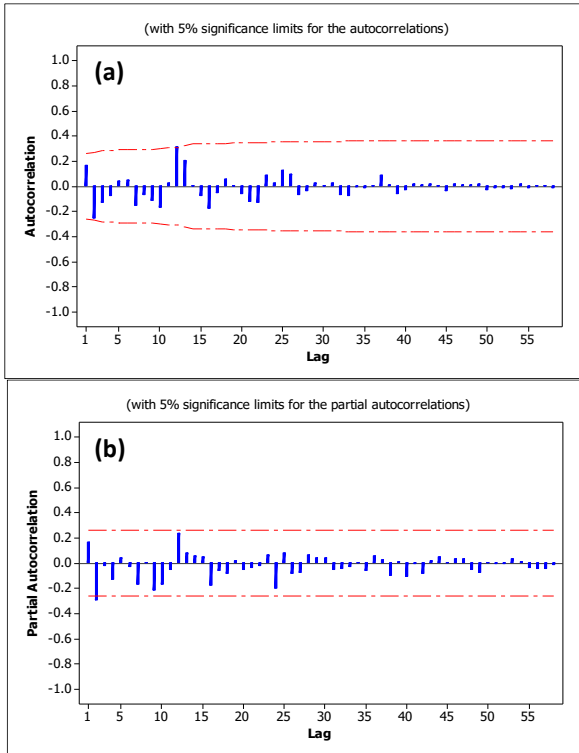 (with 5% significance limits for the autocorrelations)
(a)
1.0
0.8
0.6
0.4
0.2
0.0
-0.2
-0.4
-0.6
-0.8
-1.0
Autocorrelation
1 5 10 15 20 25 30 35 40 45 50 55
Lag
(with 5% significance limits for the partial autocorrelations)
(b)
1.0
0.8
0.6
0.4
0.2
0.0
-0.2
-0.4
-0.6
-0.8
-1.0
Partial Autocorrelation
1 5 10 15 20 25 30 35 40 45 50 55
Lag